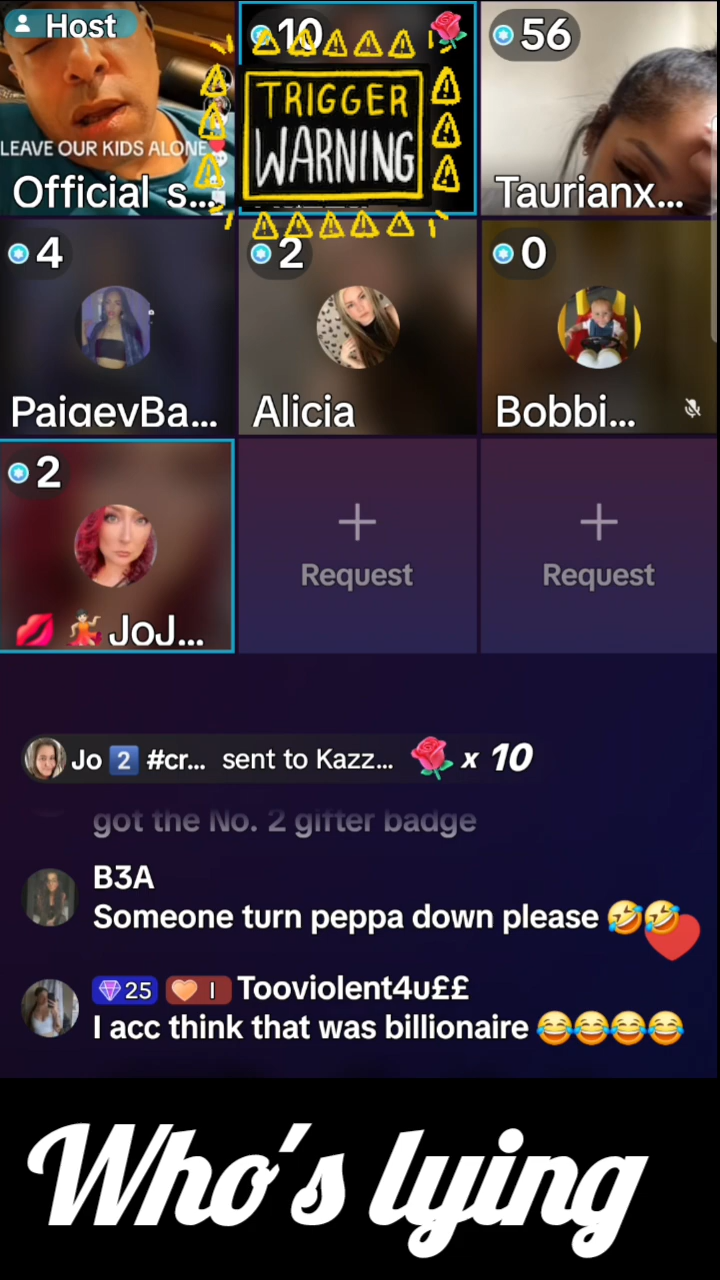 Host
10
56
TRIGGER
WARNING
LEAVE OUR KIDS ALONE
Official s...
Taurianx...
4
2
0
PaigeyBa...
Alicia
Bobbi...
2
JoJ...
Request
Request
Jo 2 #cr... sent to Kazz... x 10
got the No. 2 gifter badge
B3A
Someone turn peppa down please 🤣🤣
25 I Tooviolent4u££
I acc think that was billionaire 😂😂😂😂
Who's lying